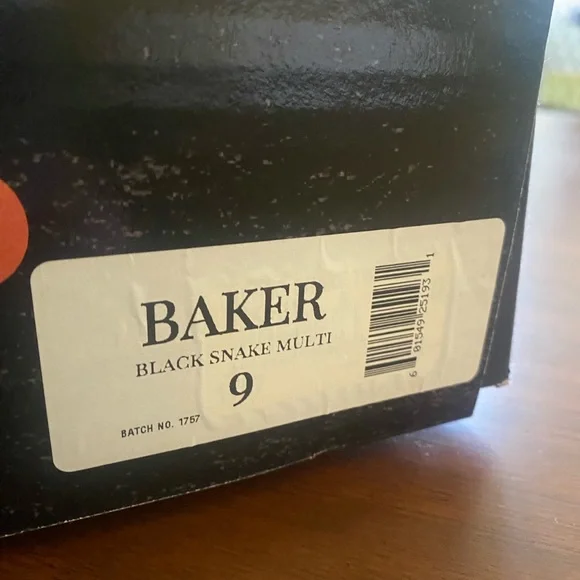 BAKER
BLACK SNAKE MULTI
9
BATCH NO. 1757
6 01549 25193 1